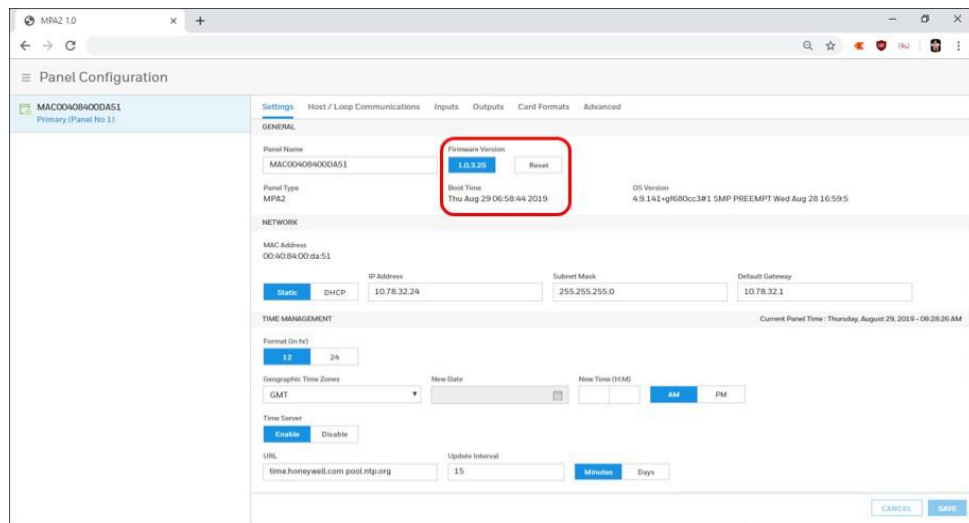 MPA2 1.0
Panel Configuration
MAC00408400DA51
Primary (Panel No 1)
Settings Host / Loop Communications Inputs Outputs Card Formats Advanced
GENERAL
Panel Name Firmware Version
MAC00408400DA51 1.0.3.25 Reset
Panel Type Boot Time OS Version
MPA2 Thu Aug 29 06:58:44 2019 4.9.141+gf680cc3#1 SMP PREEMPT Wed Aug 28 16:59:5
NETWORK
MAC Address
00:40:84:00:da:51
IP Address Subnet Mask Default Gateway
Static DHCP 10.78.32.24 255.255.255.0 10.78.32.1
TIME MANAGEMENT Current Panel Time : Thursday, August 29, 2019 - 08:28:26 AM
Format (in hr)
12 24
Geographic Time Zones New Date New Time (H:M)
GMT AM PM
Time Server
Enable Disable
URL Update Interval
time.honeywell.com pool.ntp.org 15 Minutes Days
CANCEL SAVE